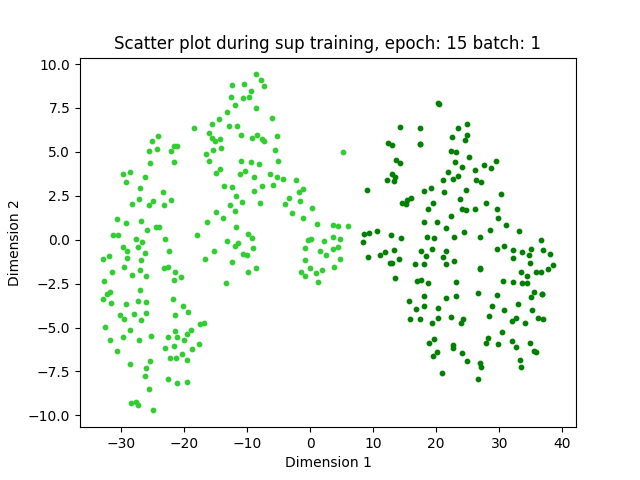 Scatter plot during sup training, epoch: 15 batch: 1
10.0
7.5
5.0
2.5
0.0
−2.5
−5.0
−7.5
−10.0
Dimension 2
−30 −20 −10 0 10 20 30 40
Dimension 1